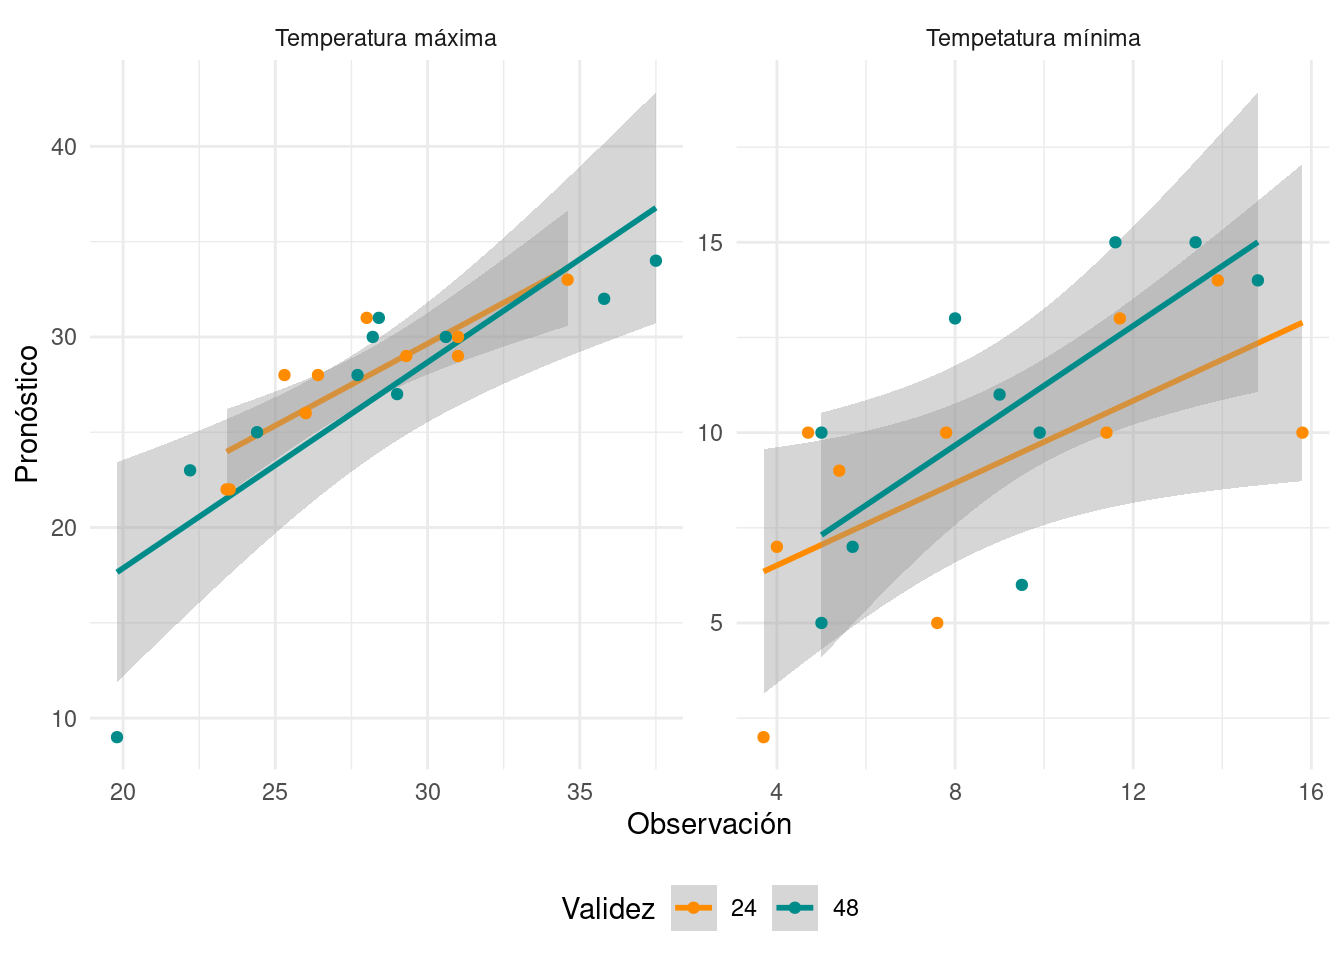 Temperatura máxima
Tempetatura mínima
40
30
20
10
15
10
5
Pronóstico
20 25 30 35
4 8 12 16
Observación
Validez 24 48